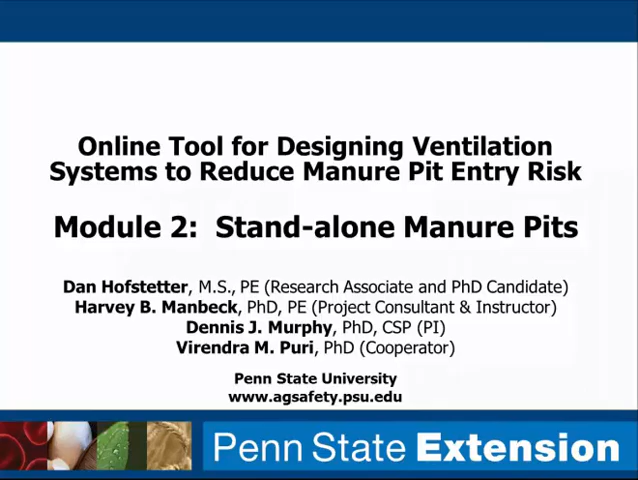 Online Tool for Designing Ventilation
Systems to Reduce Manure Pit Entry Risk
Module 2: Stand-alone Manure Pits
Dan Hofstetter, M.S., PE (Research Associate and PhD Candidate)
Harvey B. Manbeck, PhD, PE (Project Consultant & Instructor)
Dennis J. Murphy, PhD, CSP (PI)
Virendra M. Puri, PhD (Cooperator)
Penn State University
www.agsafety.psu.edu
Penn State Extension